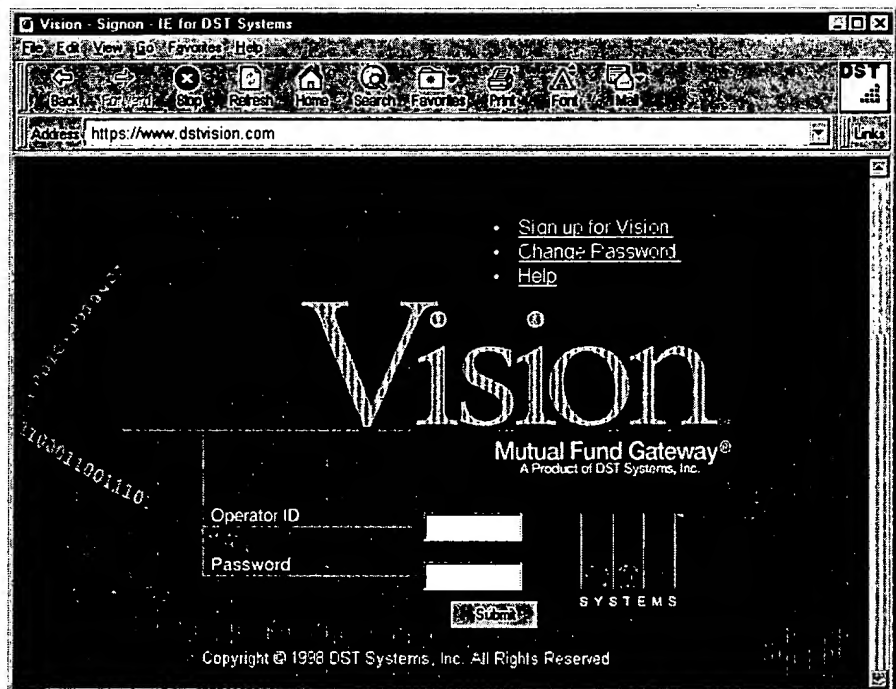 Vision - Signon - IE for DST Systems
File Edit View Go Favorites Help
Back Forward Stop Refresh Home Search Favorites Print Font Mail
DST
Address https://www.dstvision.com Links
• Sign up for Vision
• Change Password
• Help
Vision
Mutual Fund Gateway®
A Product of DST Systems, Inc.
Operator ID
Password
SYSTEMS
Submit
Copyright © 1998 DST Systems, Inc. All Rights Reserved